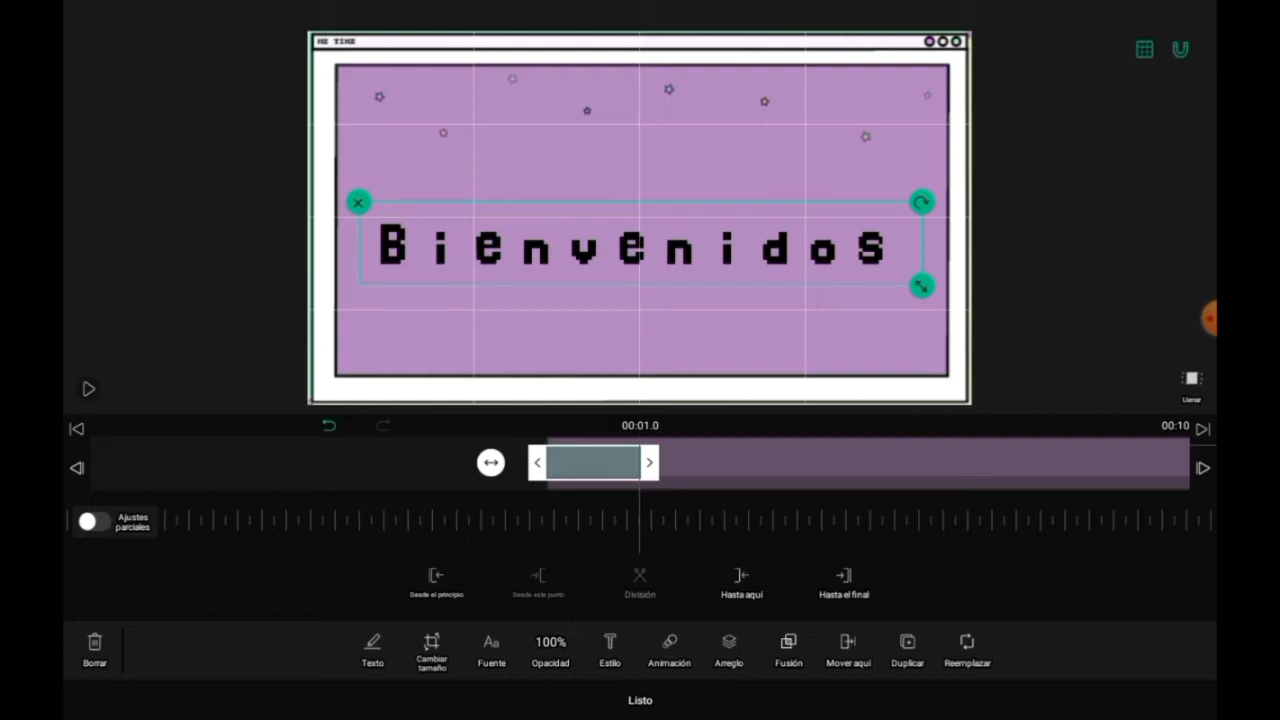 ME TIME
Bienvenidos
Llenar
00:01.0
00:10
Ajustes
parciales
Desde el principio
Desde este punto
División
Hasta aquí
Hasta el final
Borrar
Texto
Cambiar
tamaño
Aa
Fuente
100%
Opacidad
Estilo
Animación
Arreglo
Fusión
Mover aquí
Duplicar
Reemplazar
Listo